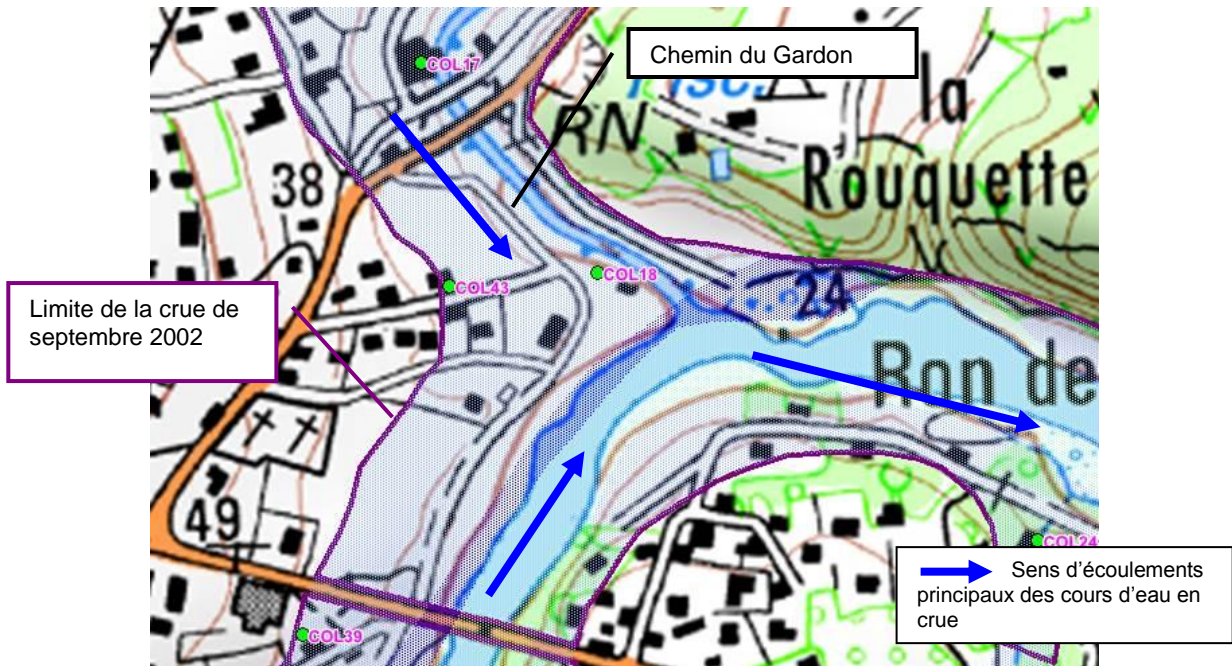 Chemin du Gardon
COL17
la
RN
Rouquette
38
COL43
COL18
24
Limite de la crue de
septembre 2002
Ron de
49
COL24
Sens d'écoulements
principaux des cours d'eau en
crue
COL39